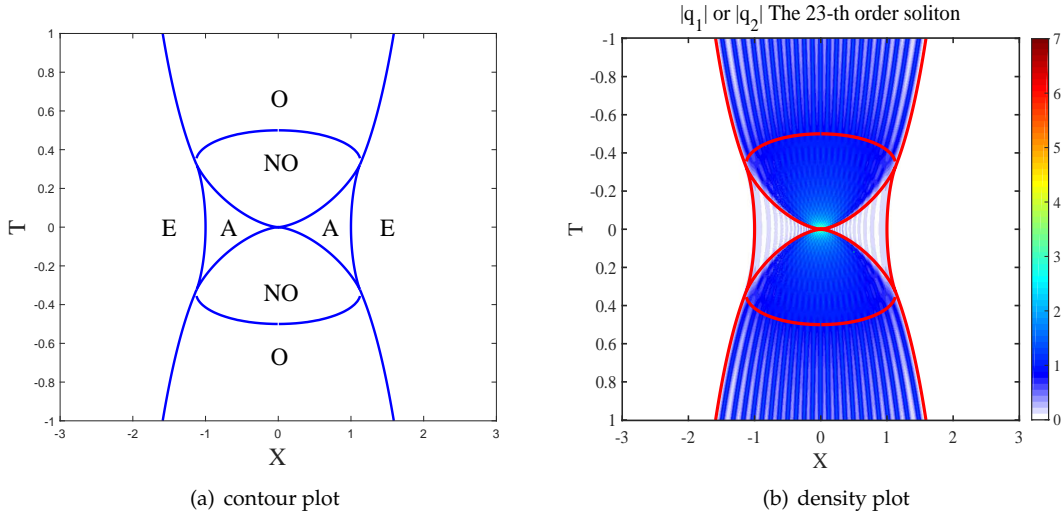 |q1| or |q2| The 23-th order soliton
1
0.8
0.6
0.4
0.2
0
-0.2
-0.4
-0.6
-0.8
-1
T
O
NO
E A A E
NO
O
-3 -2 -1 0 1 2 3
X
(a) contour plot
-1
-0.8
-0.6
-0.4
-0.2
0
0.2
0.4
0.6
0.8
1
T
-3 -2 -1 0 1 2 3
X
7
6
5
4
3
2
1
0
(b) density plot